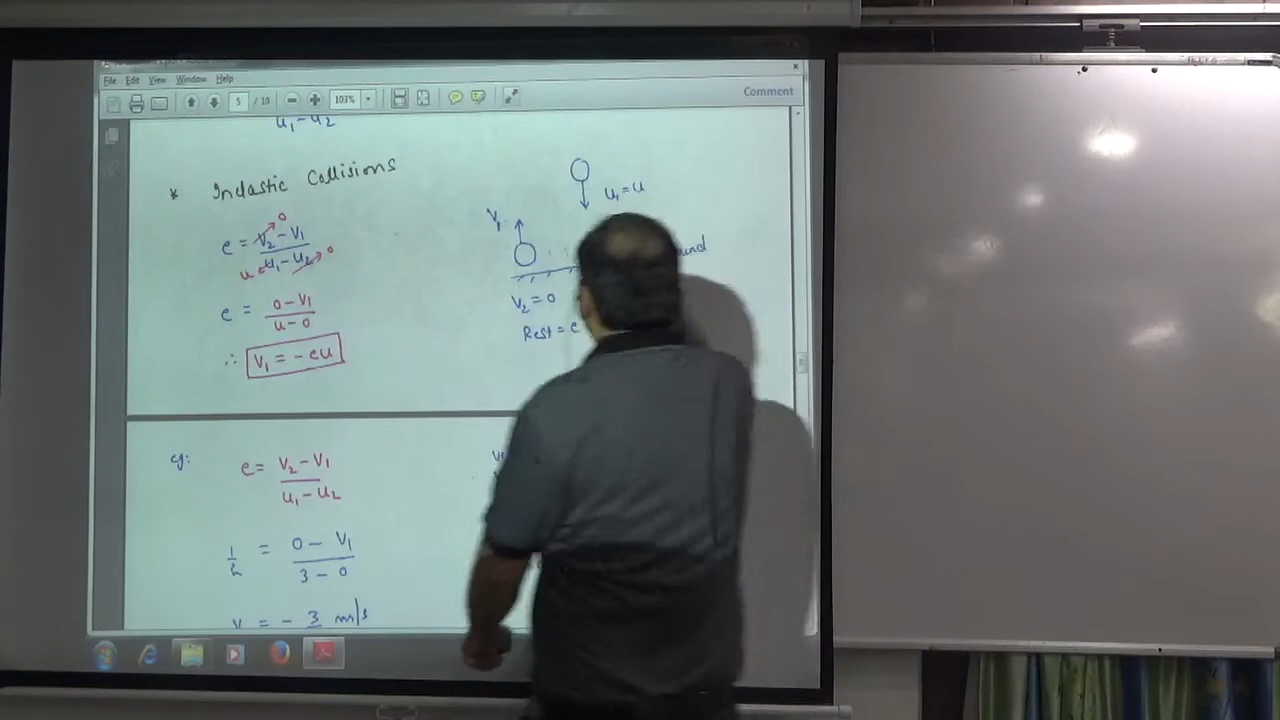 File Edit View Window Help
5 / 10 103% Comment
u₁ - u₂
* Inelastic Collisions
e = V₂ - V₁ / u₁ - u₂
0
u 0
e = 0 - V₁ / u - 0
∴ V₁ = - eu
u₁ = u
V₁
V₂ = 0
Rest = e
eg:
e = V₂ - V₁ / u₁ - u₂
1/2 = 0 - V₁ / 3 - 0
V = - 3 m/s